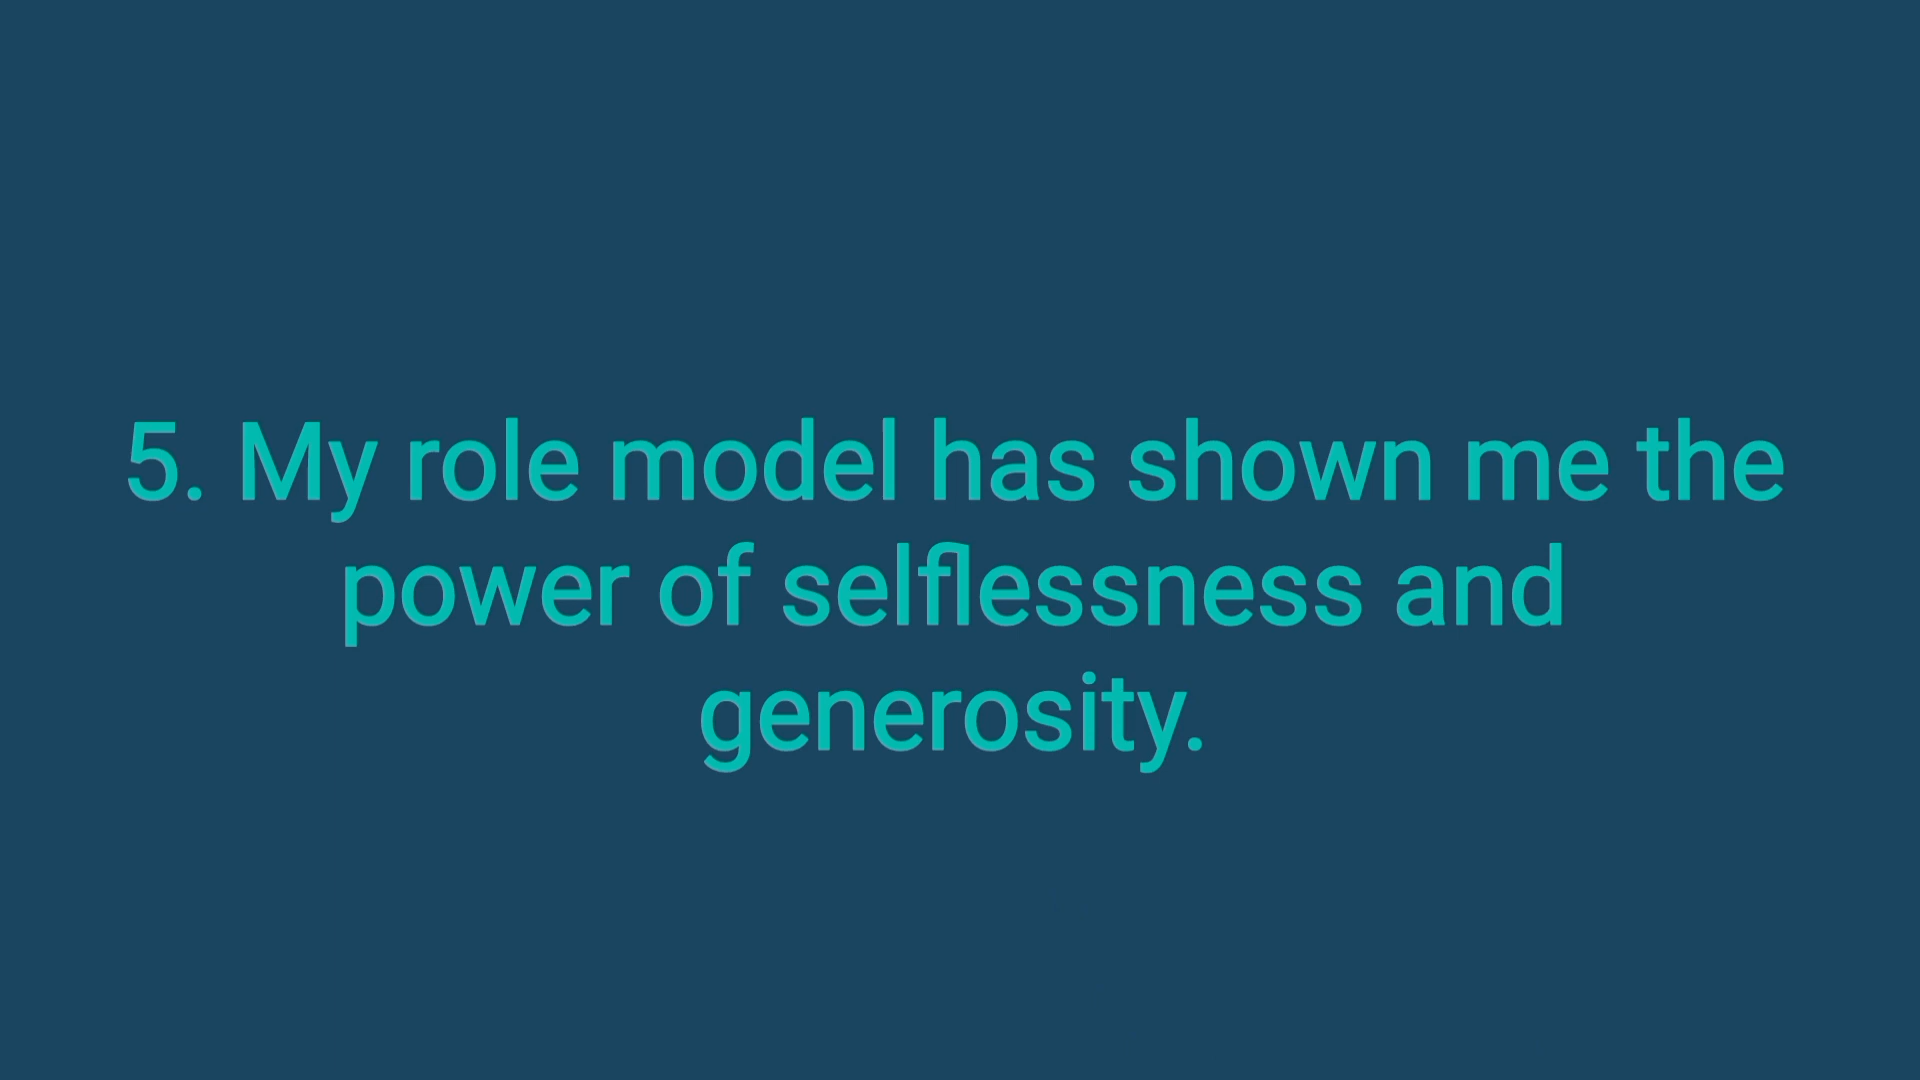 5. My role model has shown me the
power of selflessness and
generosity.